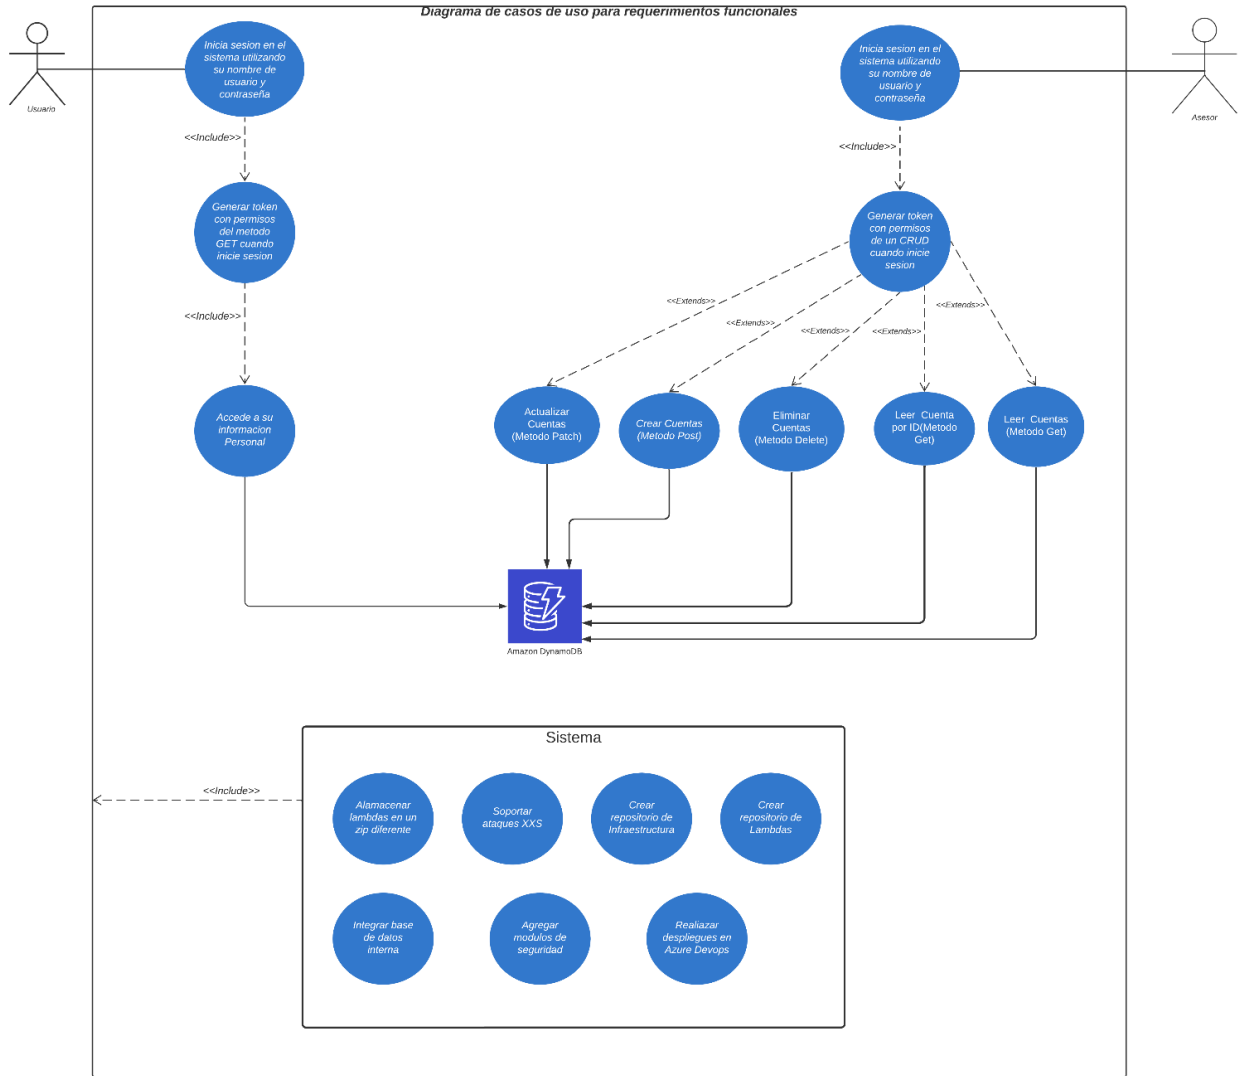 Diagrama de casos de uso para requerimientos funcionales
Usuario
Inicia sesion en el
sistema utilizando
su nombre de
usuario y
contraseña
<<Include>>
Generar token
con permisos
del metodo
GET cuando
inicie sesion
<<Include>>
Accede a su
informacion
Personal
Inicia sesion en el
sistema utilizando
su nombre de
usuario y
contraseña
Asesor
<<Include>>
Generar token
con permisos
de un CRUD
cuando inicie
sesion
<<Extends>>
<<Extends>>
<<Extends>>
<<Extends>>
<<Extends>>
Actualizar
Cuentas
(Metodo Patch)
Crear Cuentas
(Metodo Post)
Eliminar
Cuentas
(Metodo Delete)
Leer Cuenta
por ID(Metodo
Get)
Leer Cuentas
(Metodo Get)
Amazon DynamoDB
<<Include>>
Sistema
Alamacenar
lambdas en un
zip diferente
Soportar
ataques XXS
Crear
repositorio de
Infraestructura
Crear
repositorio de
Lambdas
Integrar base
de datos
interna
Agregar
modulos de
seguridad
Realiazar
despliegues en
Azure Devops